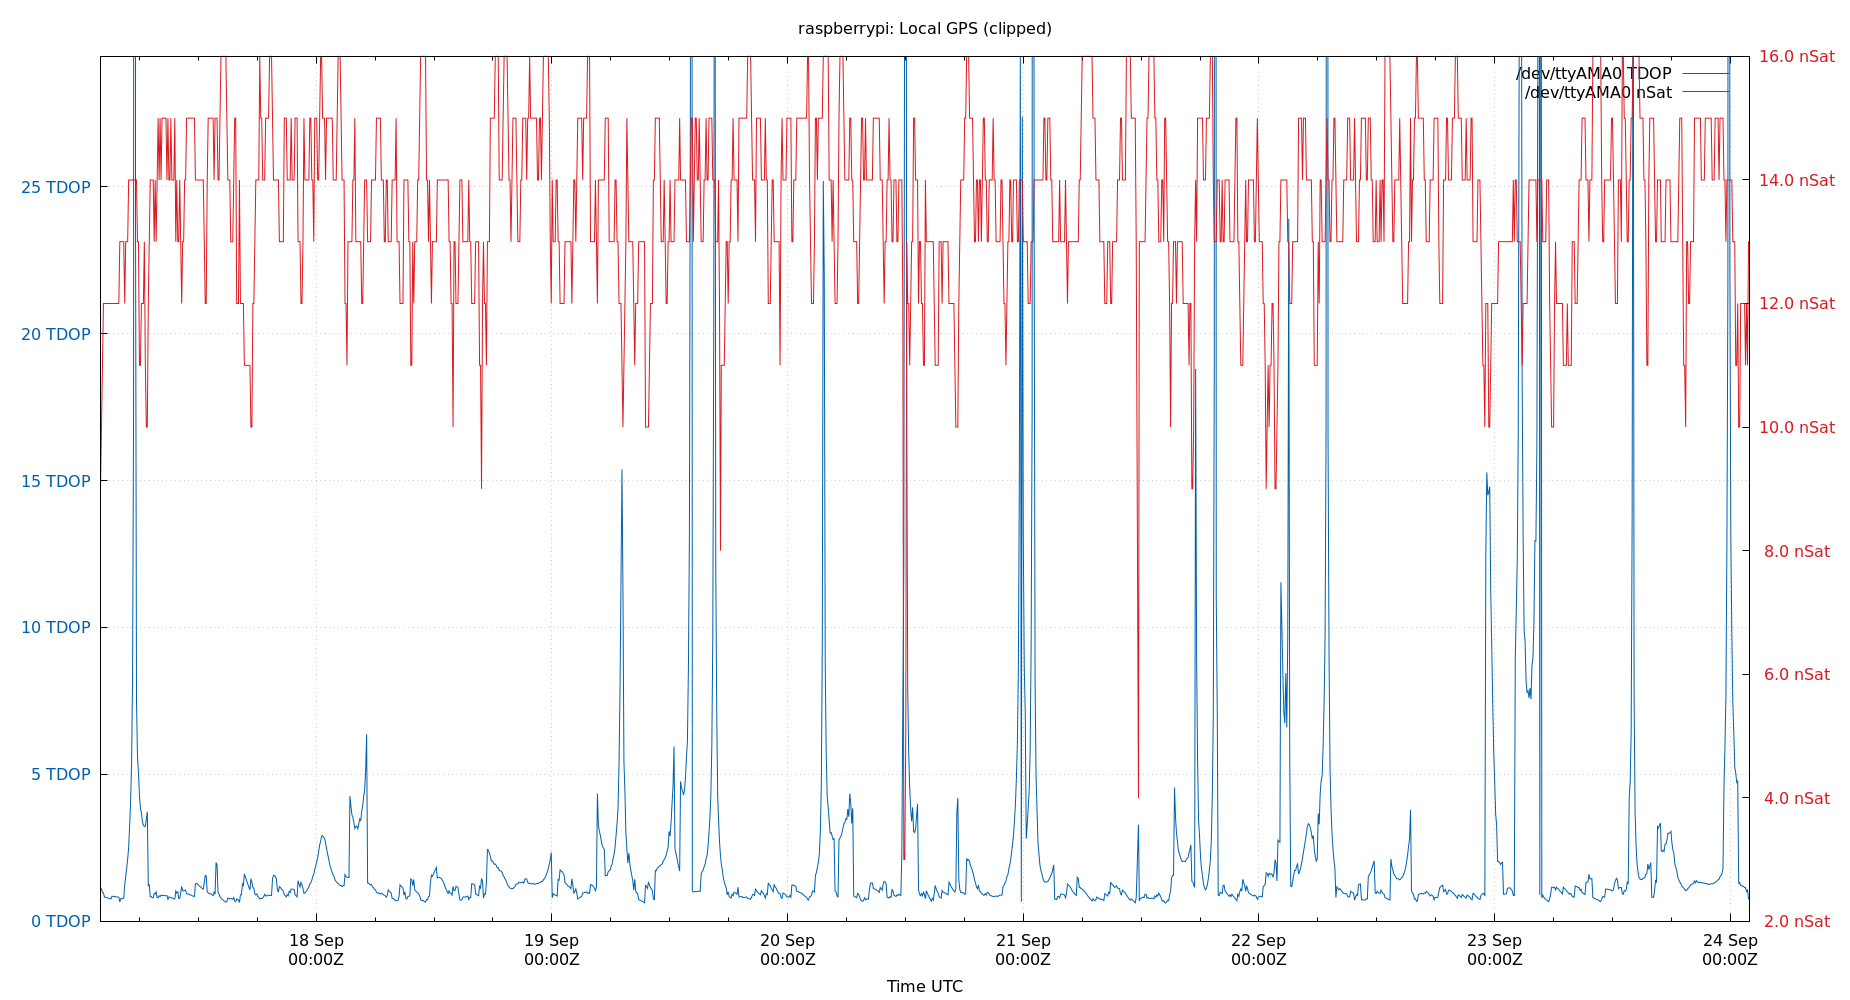 raspberrypi: Local GPS (clipped)
16.0 nSat
/dev/ttyAMA0 TDOP
/dev/ttyAMA0 nSat
25 TDOP
14.0 nSat
12.0 nSat
20 TDOP
10.0 nSat
15 TDOP
8.0 nSat
10 TDOP
6.0 nSat
5 TDOP
4.0 nSat
0 TDOP
2.0 nSat
18 Sep 19 Sep 20 Sep 21 Sep 22 Sep 23 Sep 24 Sep
00:00Z 00:00Z 00:00Z 00:00Z 00:00Z 00:00Z 00:00Z
Time UTC